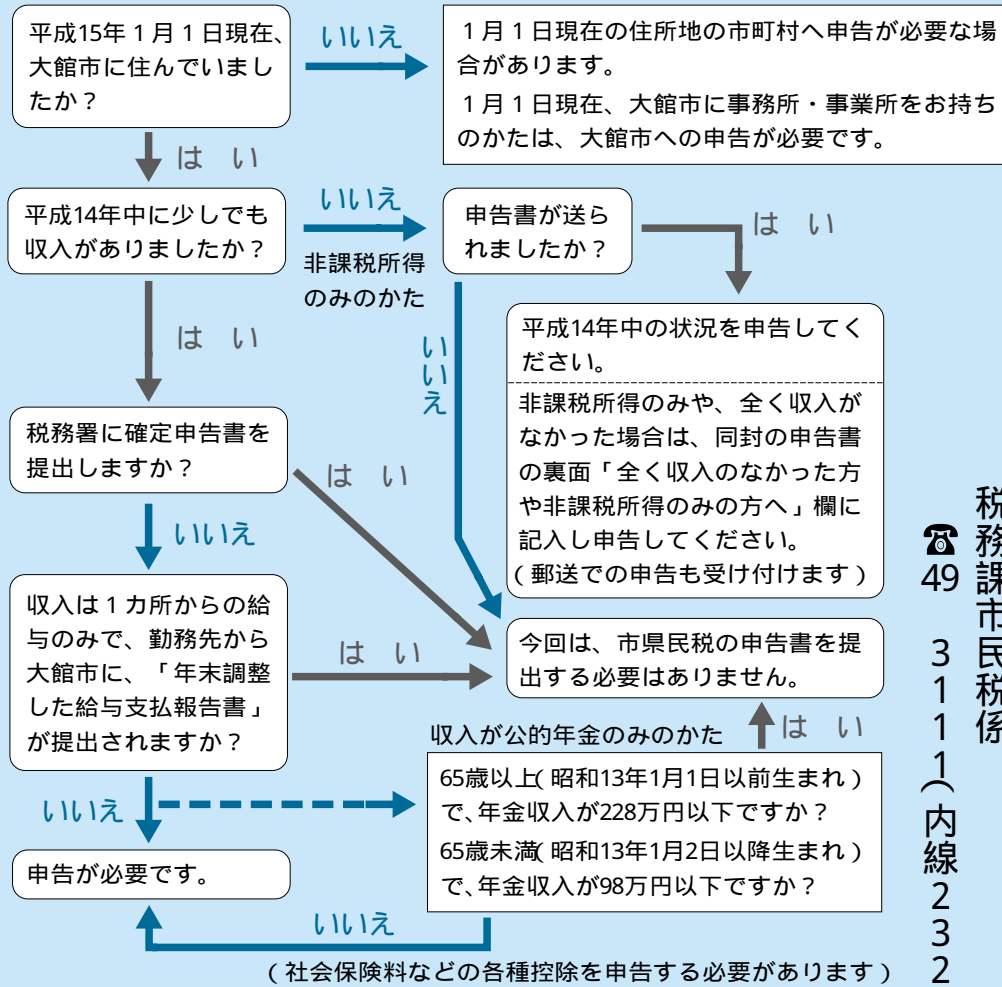 平成15年1月1日現在、
大館市に住んでいまし
たか？
いいえ
1月1日現在の住所地の市町村へ申告が必要な場
合があります。
1月1日現在、大館市に事務所・事業所をお持ち
のかたは、大館市への申告が必要です。
は い
平成14年中に少しでも
収入がありましたか？
いいえ
非課税所得
のみのかた
申告書が送ら
れましたか？
は い
は い
いいえ
平成14年中の状況を申告してく
ださい。
非課税所得のみや、全く収入が
なかった場合は、同封の申告書
の裏面「全く収入のなかった方
や非課税所得のみの方へ」欄に
記入し申告してください。
（郵送での申告も受け付けます）
税務署に確定申告書を
提出しますか？
は い
いいえ
収入は1カ所からの給
与のみで、勤務先から
大館市に、「年末調整
した給与支払報告書」
が提出されますか？
は い
今回は、市県民税の申告書を提
出する必要はありません。
収入が公的年金のみのかた
は い
65歳以上（昭和13年1月1日以前生まれ）
で、年金収入が228万円以下ですか？
65歳未満（昭和13年1月2日以降生まれ）
で、年金収入が98万円以下ですか？
いいえ
申告が必要です。
いいえ
（社会保険料などの各種控除を申告する必要があります）
税務課市民税係
☎49 3111（内線232